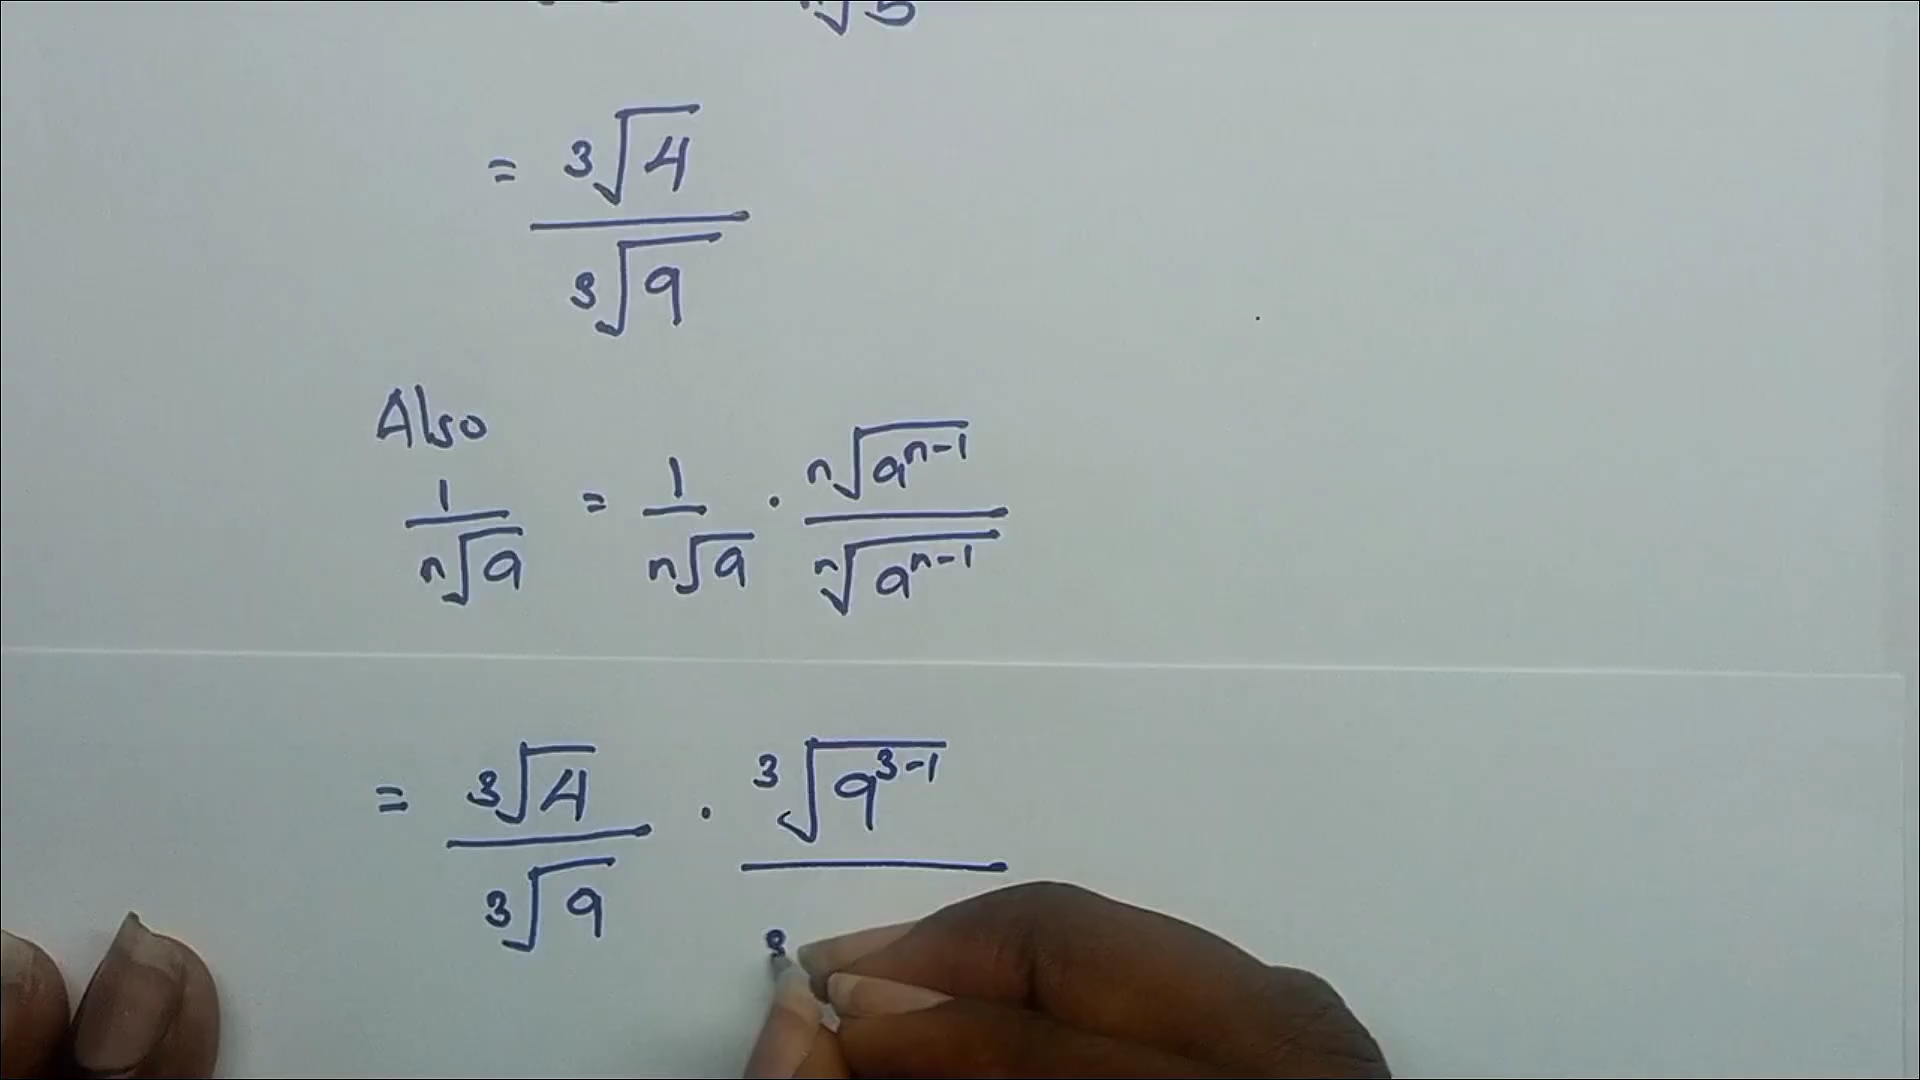 ⁿ√5
= ³√4 / ³√9
Also
1 / ⁿ√a = 1 / ⁿ√a · ⁿ√aⁿ⁻¹ / ⁿ√aⁿ⁻¹
= ³√4 / ³√9 · ³√9³⁻¹ / 3